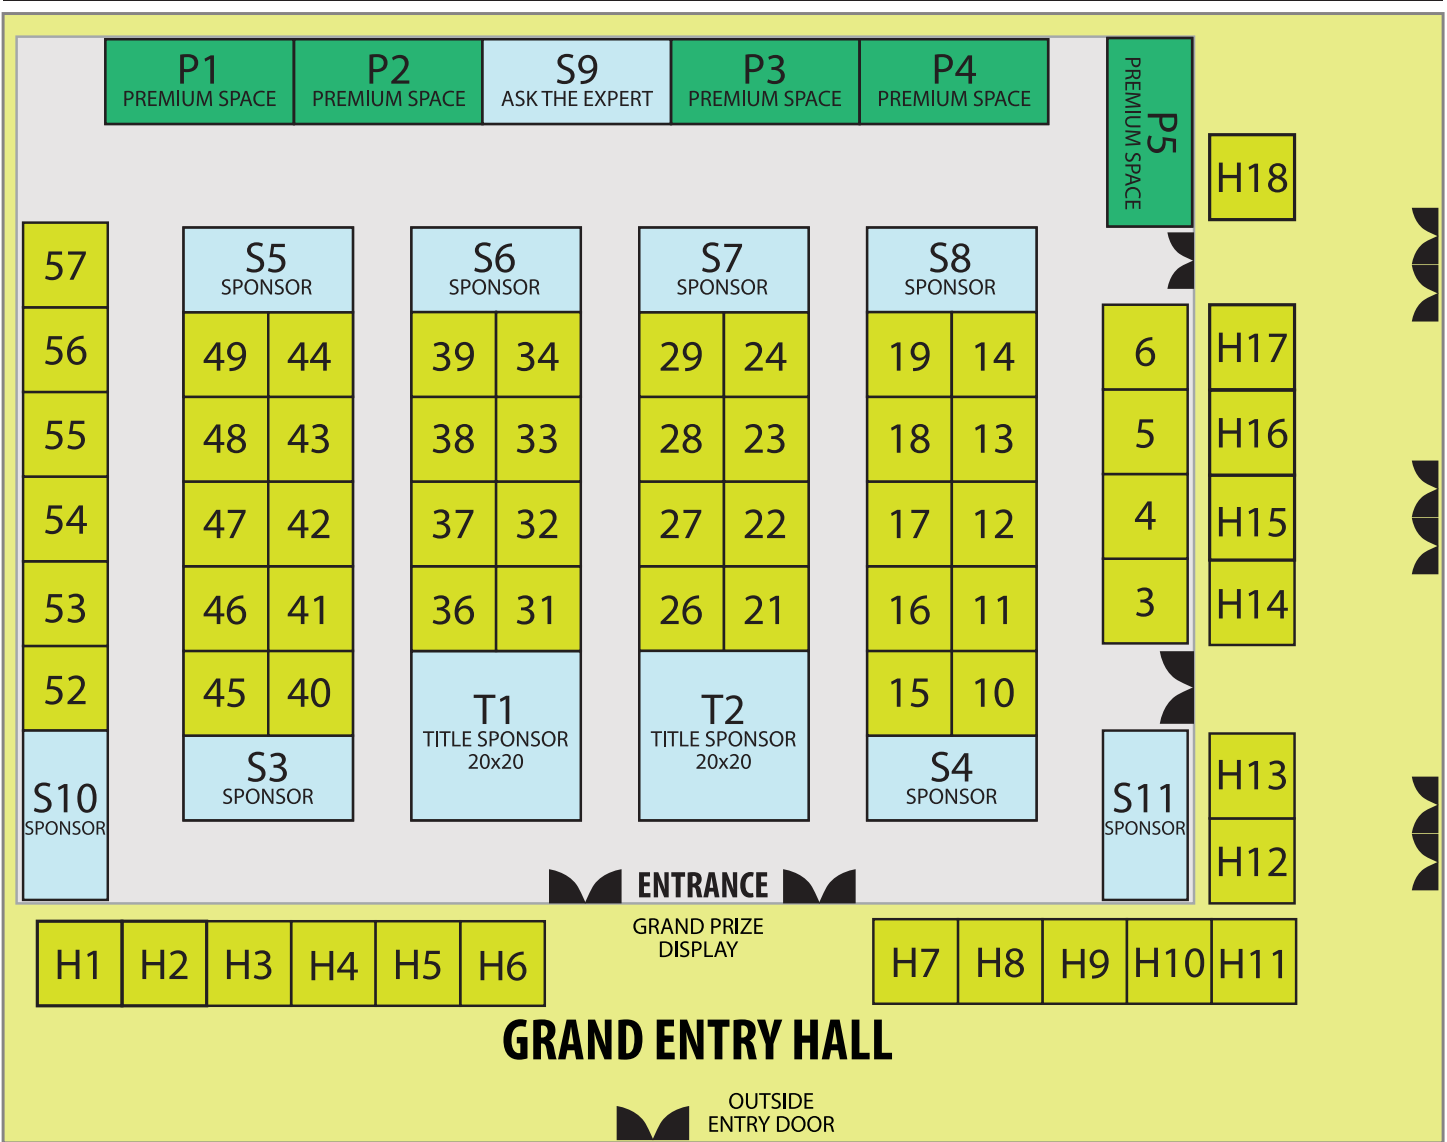 P1
PREMIUM SPACE
P2
PREMIUM SPACE
S9
ASK THE EXPERT
P3
PREMIUM SPACE
P4
PREMIUM SPACE
P5
PREMIUM SPACE
H18
57
56
55
54
53
52
S10
SPONSOR
S5
SPONSOR
49 44
48 43
47 42
46 41
45 40
S3
SPONSOR
S6
SPONSOR
39 34
38 33
37 32
36 31
T1
TITLE SPONSOR
20x20
S7
SPONSOR
29 24
28 23
27 22
26 21
T2
TITLE SPONSOR
20x20
S8
SPONSOR
19 14
18 13
17 12
16 11
15 10
S4
SPONSOR
6
5
4
3
S11
SPONSOR
H17
H16
H15
H14
H13
H12
ENTRANCE
GRAND PRIZE
DISPLAY
H1 H2 H3 H4 H5 H6
H7 H8 H9 H10 H11
GRAND ENTRY HALL
OUTSIDE
ENTRY DOOR